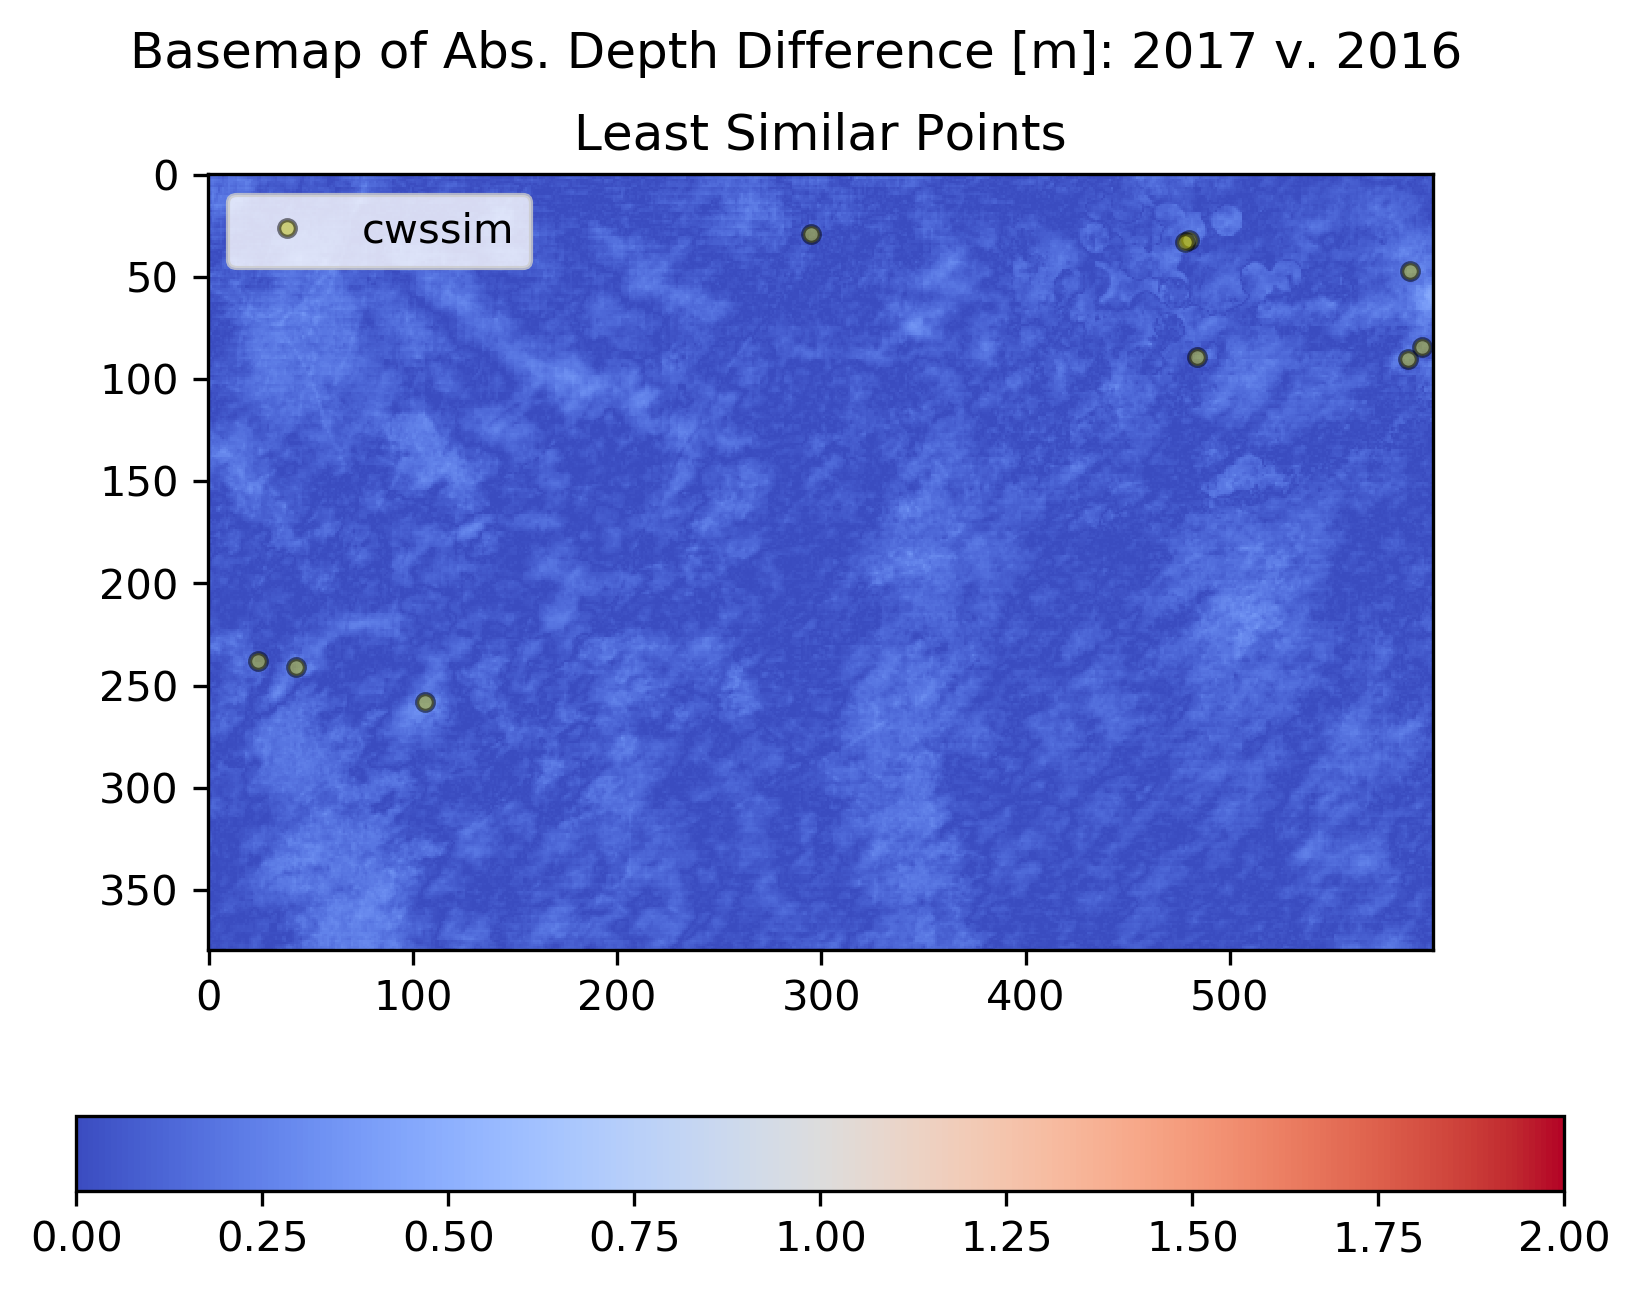 Basemap of Abs. Depth Difference [m]: 2017 v. 2016
Least Similar Points
cwssim
0
50
100
150
200
250
300
350
0 100 200 300 400 500
0.00 0.25 0.50 0.75 1.00 1.25 1.50 1.75 2.00